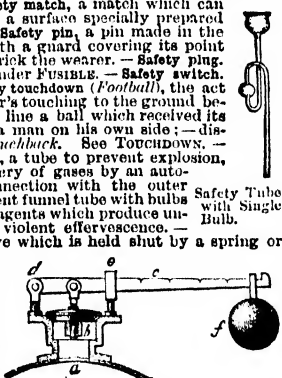 ety match, a match which can
a surface specially prepared
Safety pin, a pin made in the
th a guard covering its point
rick the wearer. — Safety plug.
nder FUSIBLE. — Safety switch.
y touchdown (Football), the act
r's touching to the ground be-
line a ball which received its
a man on his own side; — dis-
uchback. See TOUCHDOWN. —
, a tube to prevent explosion,
ery of gases by an auto-
nnection with the outer
ent funnel tube with bulbs
agents which produce un-
violent effervescence. —
Safety Tube
with Single
Bulb.
ve which is held shut by a spring or
d
e
c
b
f
a